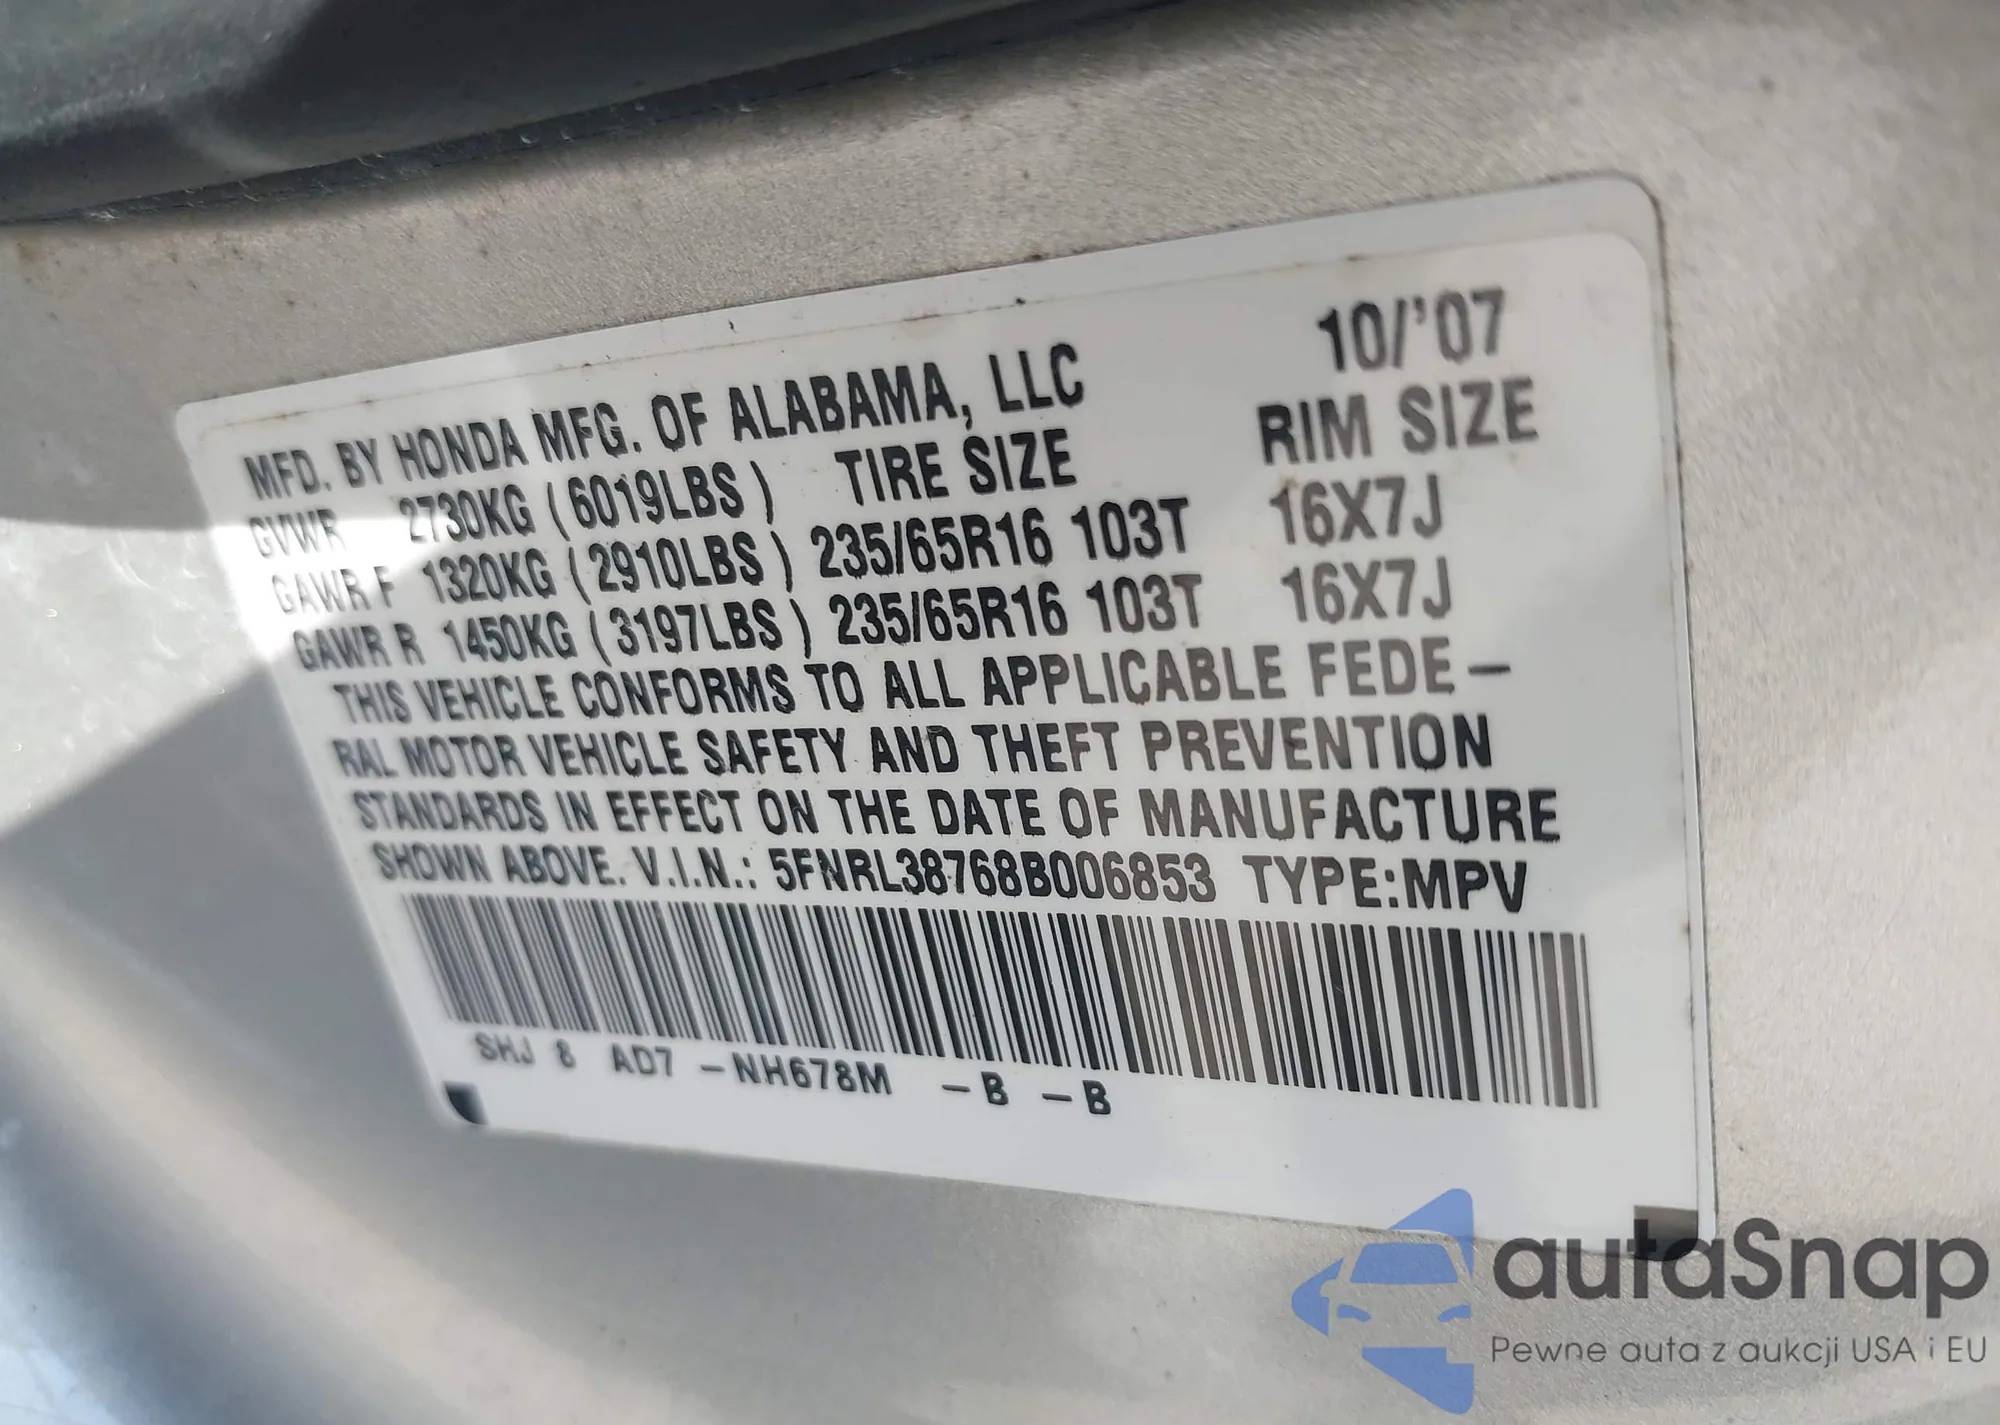 10/'07
MFD. BY HONDA MFG. OF ALABAMA, LLC
RIM SIZE
GVWR 2730KG (6019LBS) TIRE SIZE
GAWR F 1320KG (2910LBS) 235/65R16 103T 16X7J
GAWR R 1450KG (3197LBS) 235/65R16 103T 16X7J
THIS VEHICLE CONFORMS TO ALL APPLICABLE FEDE-
RAL MOTOR VEHICLE SAFETY AND THEFT PREVENTION
STANDARDS IN EFFECT ON THE DATE OF MANUFACTURE
SHOWN ABOVE. V.I.N.: 5FNRL38768B006853 TYPE:MPV
SHJ 8 AD7 -NH678M -B -B
autaSnap
Pewne auta z aukcji USA i EU